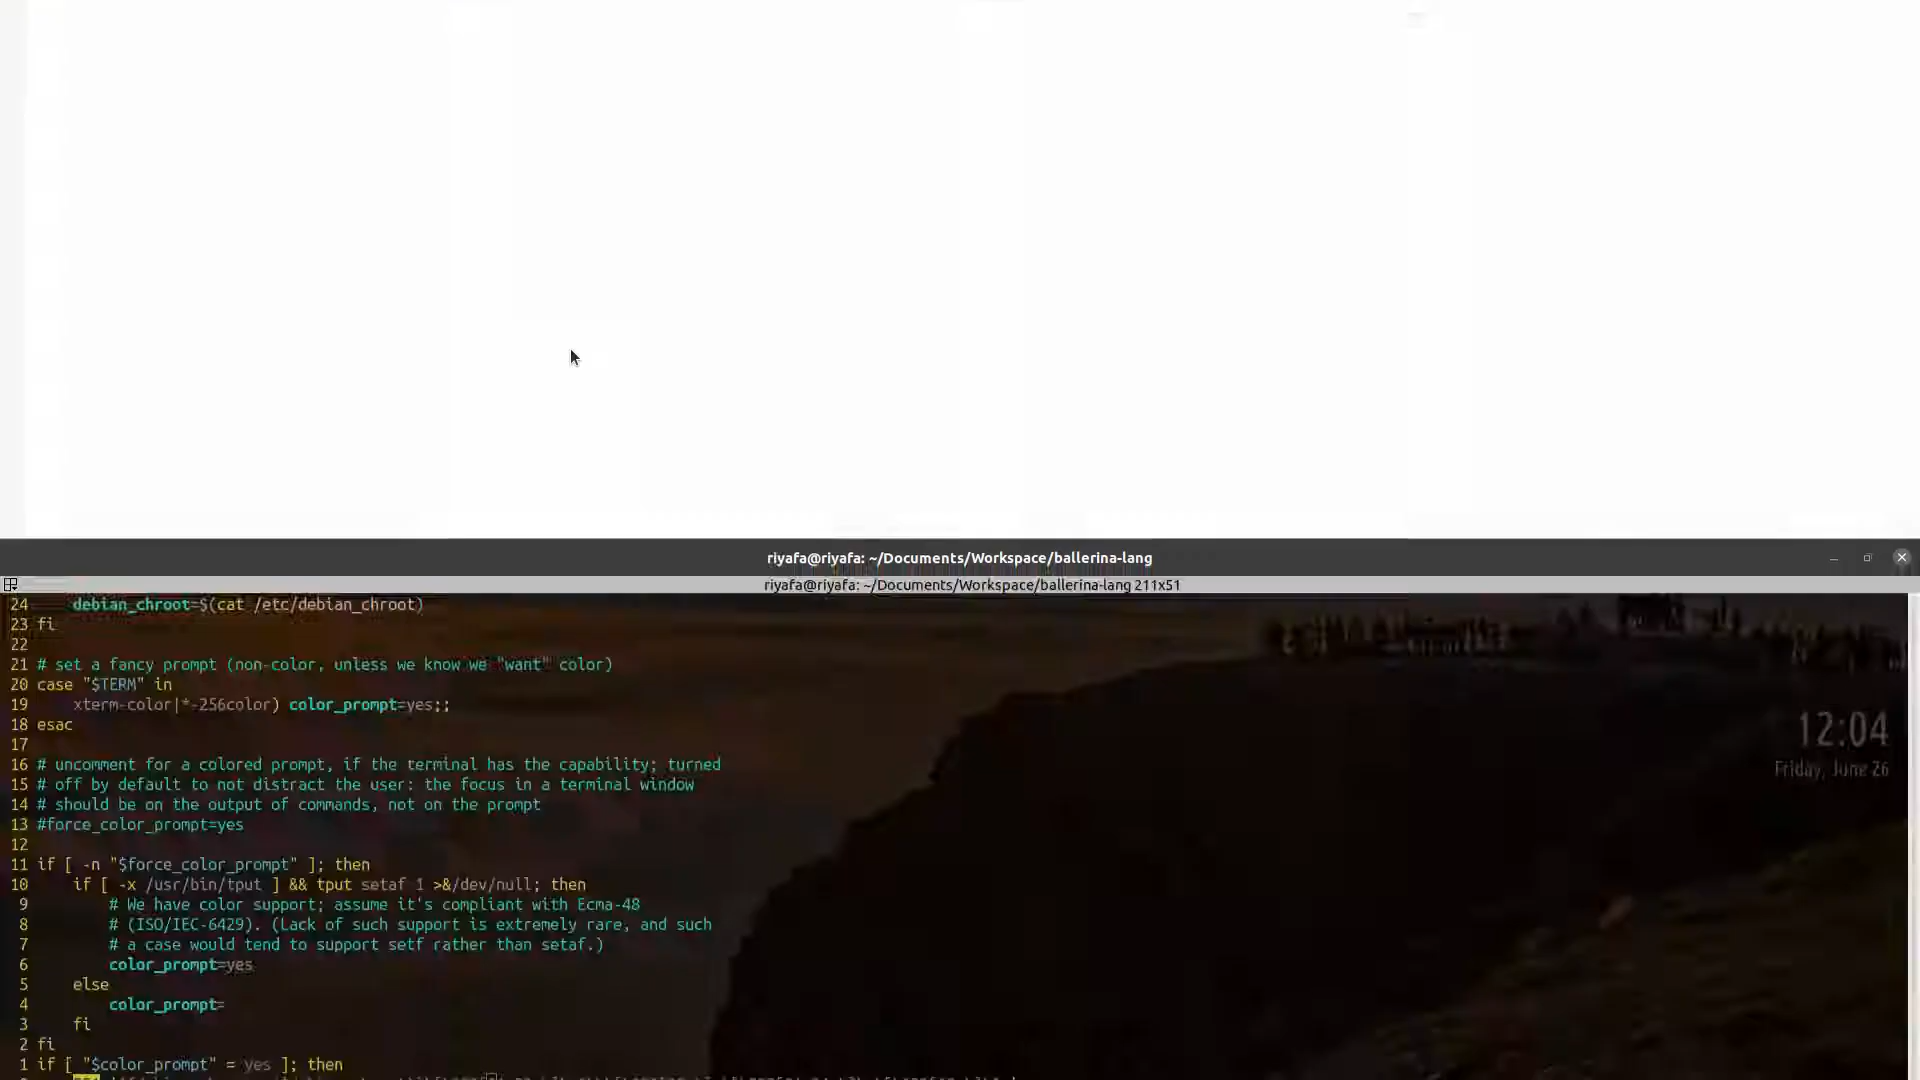 riyafa@riyafa: ~/Documents/Workspace/ballerina-lang
riyafa@riyafa: ~/Documents/Workspace/ballerina-lang 211x51
24     debian_chroot=$(cat /etc/debian_chroot)
23 fi
22
21 # set a fancy prompt (non-color, unless we know we "want" color)
20 case "$TERM" in
19     xterm-color|*-256color) color_prompt=yes;;
18 esac
17
16 # uncomment for a colored prompt, if the terminal has the capability; turned
15 # off by default to not distract the user: the focus in a terminal window
14 # should be on the output of commands, not on the prompt
13 #force_color_prompt=yes
12
11 if [ -n "$force_color_prompt" ]; then
10     if [ -x /usr/bin/tput ] && tput setaf 1 >&/dev/null; then
9         # We have color support; assume it's compliant with Ecma-48
8         # (ISO/IEC-6429). (Lack of such support is extremely rare, and such
7         # a case would tend to support setf rather than setaf.)
6         color_prompt=yes
5     else
4         color_prompt=
3     fi
2 fi
1 if [ "$color_prompt" = yes ]; then
12:04
Friday, June 26